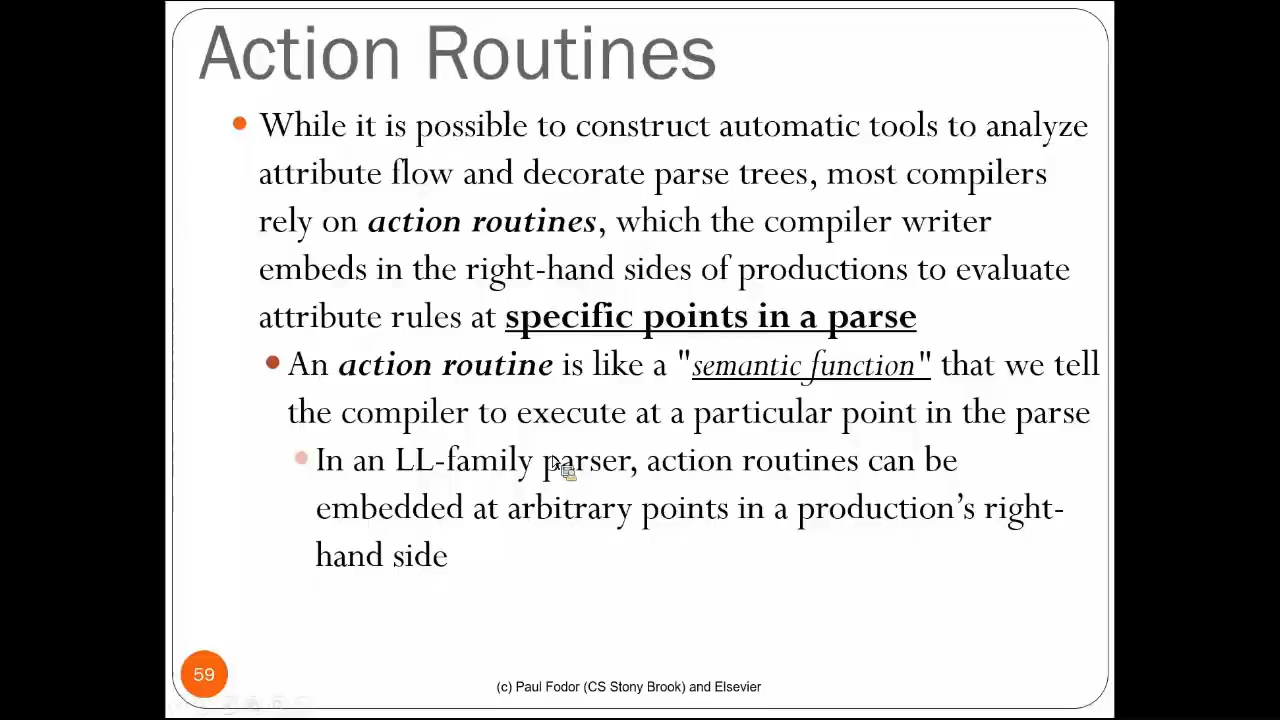 Action Routines
While it is possible to construct automatic tools to analyze
attribute flow and decorate parse trees, most compilers
rely on action routines, which the compiler writer
embeds in the right-hand sides of productions to evaluate
attribute rules at specific points in a parse
An action routine is like a "semantic function" that we tell
the compiler to execute at a particular point in the parse
In an LL-family parser, action routines can be
embedded at arbitrary points in a production’s right-
hand side
59
(c) Paul Fodor (CS Stony Brook) and Elsevier